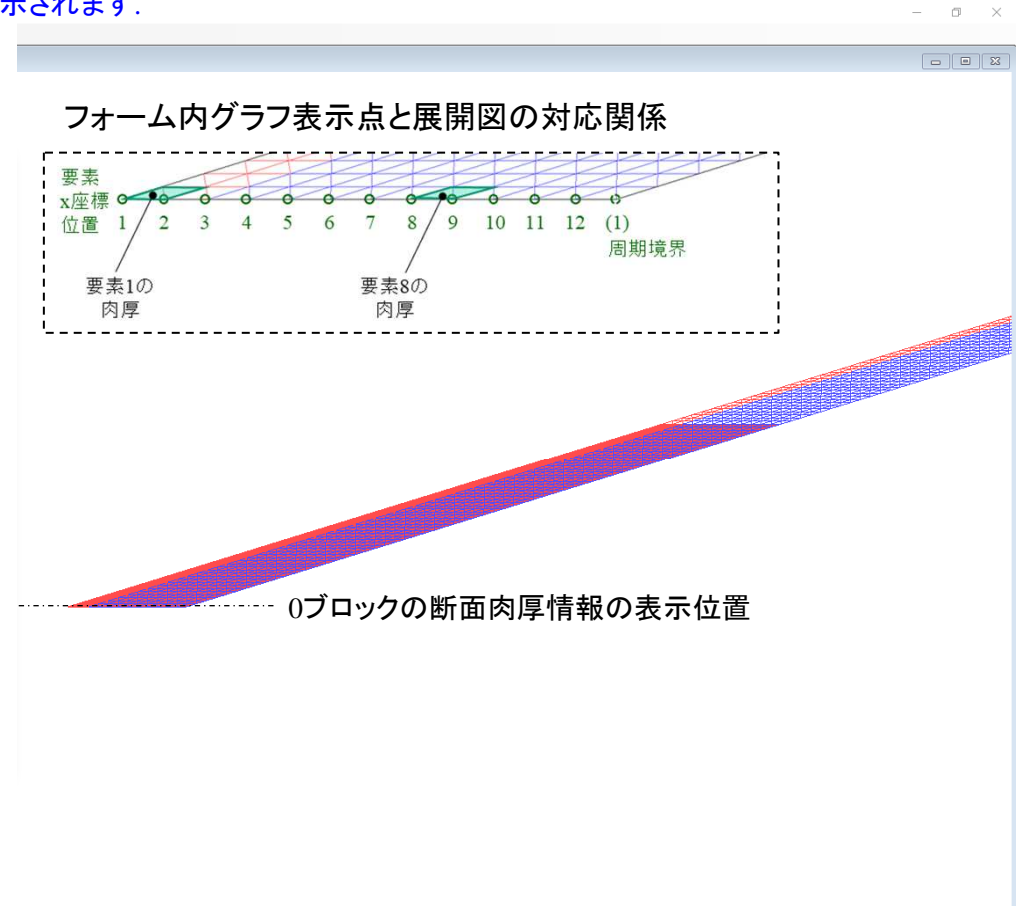 示されます.
フォーム内グラフ表示点と展開図の対応関係
要素
x座標
位置 1 2 3 4 5 6 7 8 9 10 11 12 (1)
周期境界
要素1の
肉厚
要素8の
肉厚
0ブロックの断面肉厚情報の表示位置